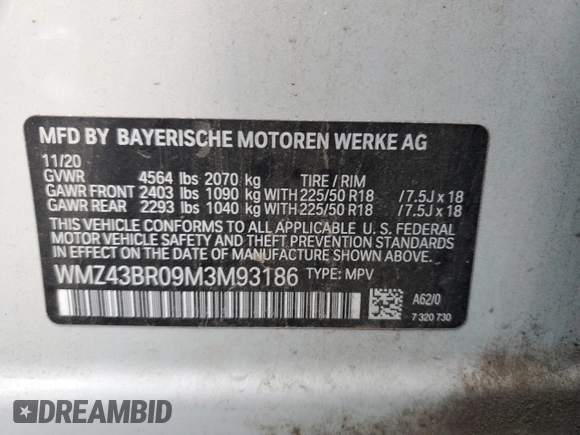 MFD BY BAYERISCHE MOTOREN WERKE AG
11/20
GVWR 4564 lbs 2070 kg TIRE / RIM
GAWR FRONT 2403 lbs 1090 kg WITH 225/50 R18 /7.5J x 18
GAWR REAR 2293 lbs 1040 kg WITH 225/50 R18 /7.5J x 18
THIS VEHICLE CONFORMS TO ALL APPLICABLE U. S. FEDERAL
MOTOR VEHICLE SAFETY AND THEFT PREVENTION STANDARDS
IN EFFECT ON THE DATE OF MANUFACTURE SHOWN ABOVE.
WMZ43BR09M3M93186 TYPE: MPV
A62/0
7 320 730
DREAMBID